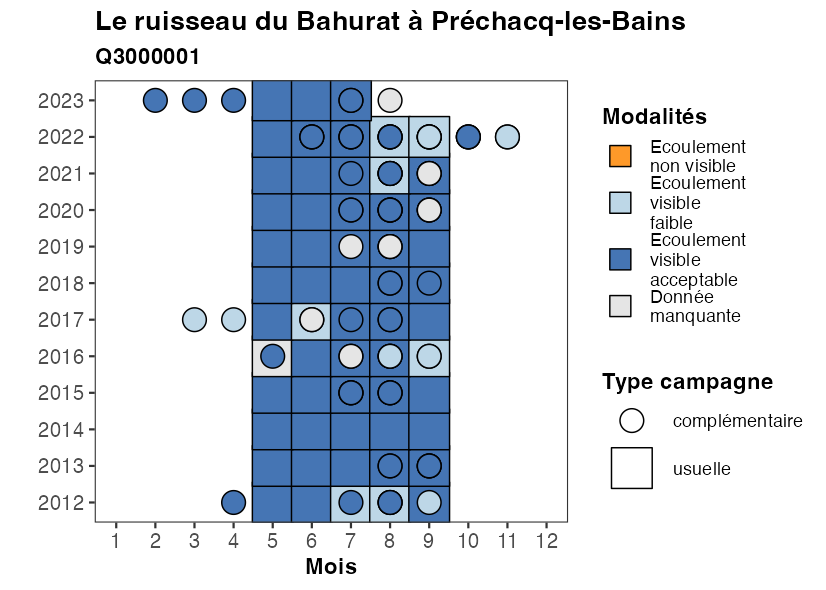 Le ruisseau du Bahurat à Préchacq-les-Bains
Q3000001
2023
2022
2021
2020
2019
2018
2017
2016
2015
2014
2013
2012
1 2 3 4 5 6 7 8 9 10 11 12
Mois
Modalités
Ecoulement
non visible
Ecoulement
visible
faible
Ecoulement
visible
acceptable
Donnée
manquante
Type campagne
complémentaire
usuelle